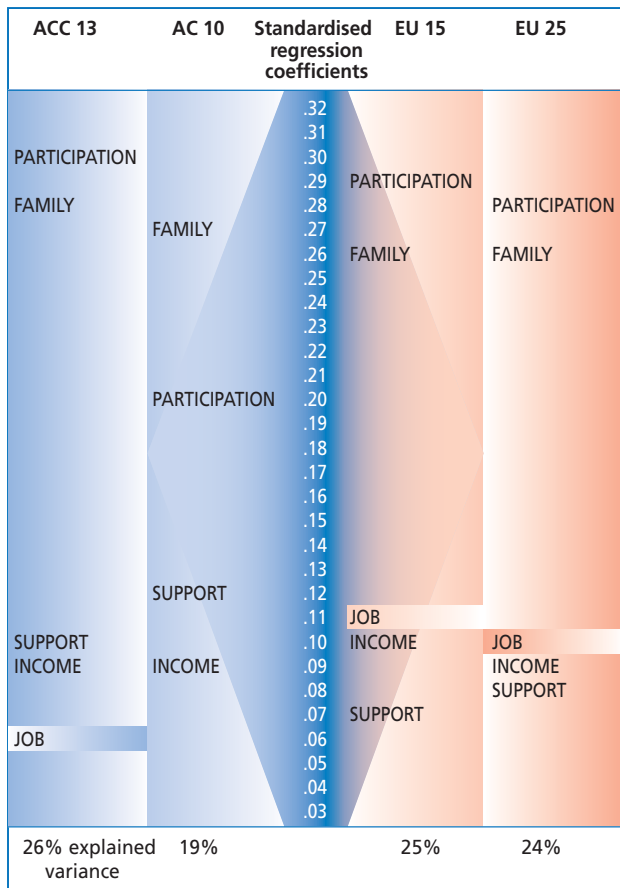 ACC 13 AC 10 Standardised EU 15 EU 25
regression
coefficients
.32
.31
PARTICIPATION .30
.29 PARTICIPATION
FAMILY .28 PARTICIPATION
FAMILY .27
.26 FAMILY FAMILY
.25
.24
.23
.22
.21
PARTICIPATION .20
.19
.18
.17
.16
.15
.14
.13
SUPPORT .12
.11 JOB
SUPPORT .10 INCOME JOB
INCOME INCOME .09 INCOME
.08 SUPPORT
.07 SUPPORT
JOB .06
.05
.04
.03
26% explained 19% 25% 24%
variance